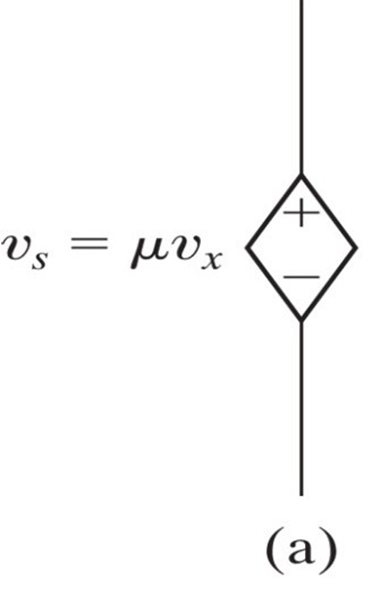 +
vₛ = μvₓ
−
(a)